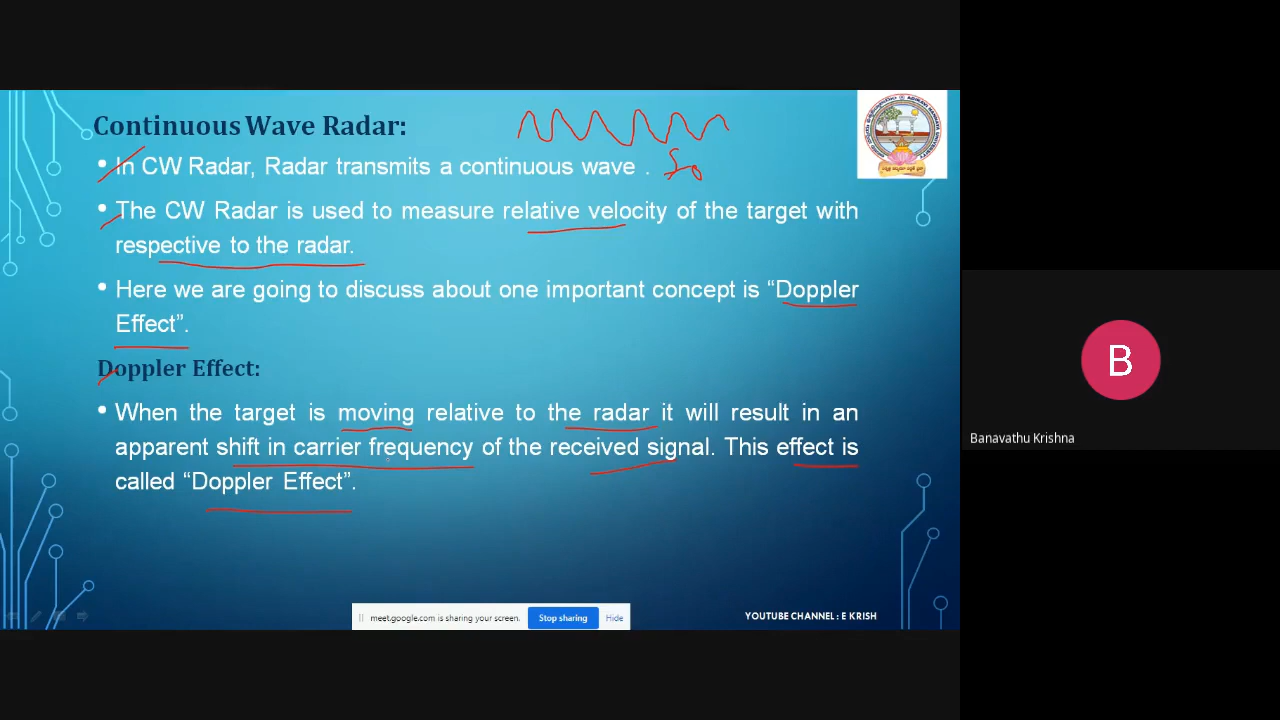 Continuous Wave Radar:
• In CW Radar, Radar transmits a continuous wave . fo
• The CW Radar is used to measure relative velocity of the target with
respective to the radar.
• Here we are going to discuss about one important concept is “Doppler
Effect”.
Doppler Effect:
• When the target is moving relative to the radar it will result in an
apparent shift in carrier frequency of the received signal. This effect is
called “Doppler Effect”.
meet.google.com is sharing your screen.
Stop sharing
Hide
YOUTUBE CHANNEL : E KRISH
B
Banavathu Krishna